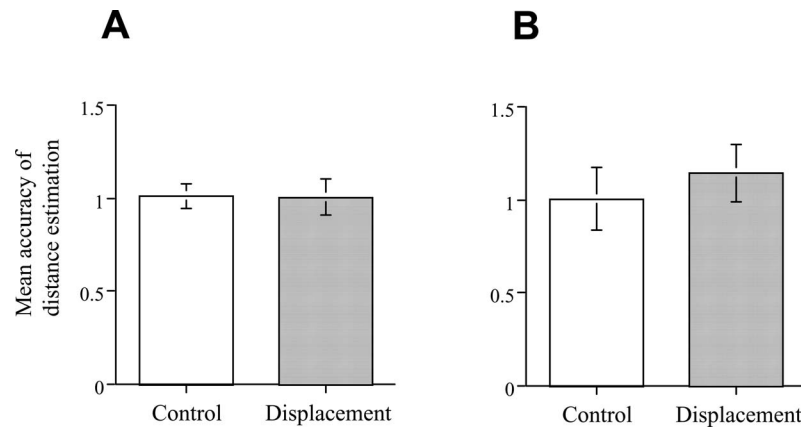 A
B
Mean accuracy of
distance estimation
1.5
1
0.5
0
Control
Displacement
1.5
1
0.5
0
Control
Displacement